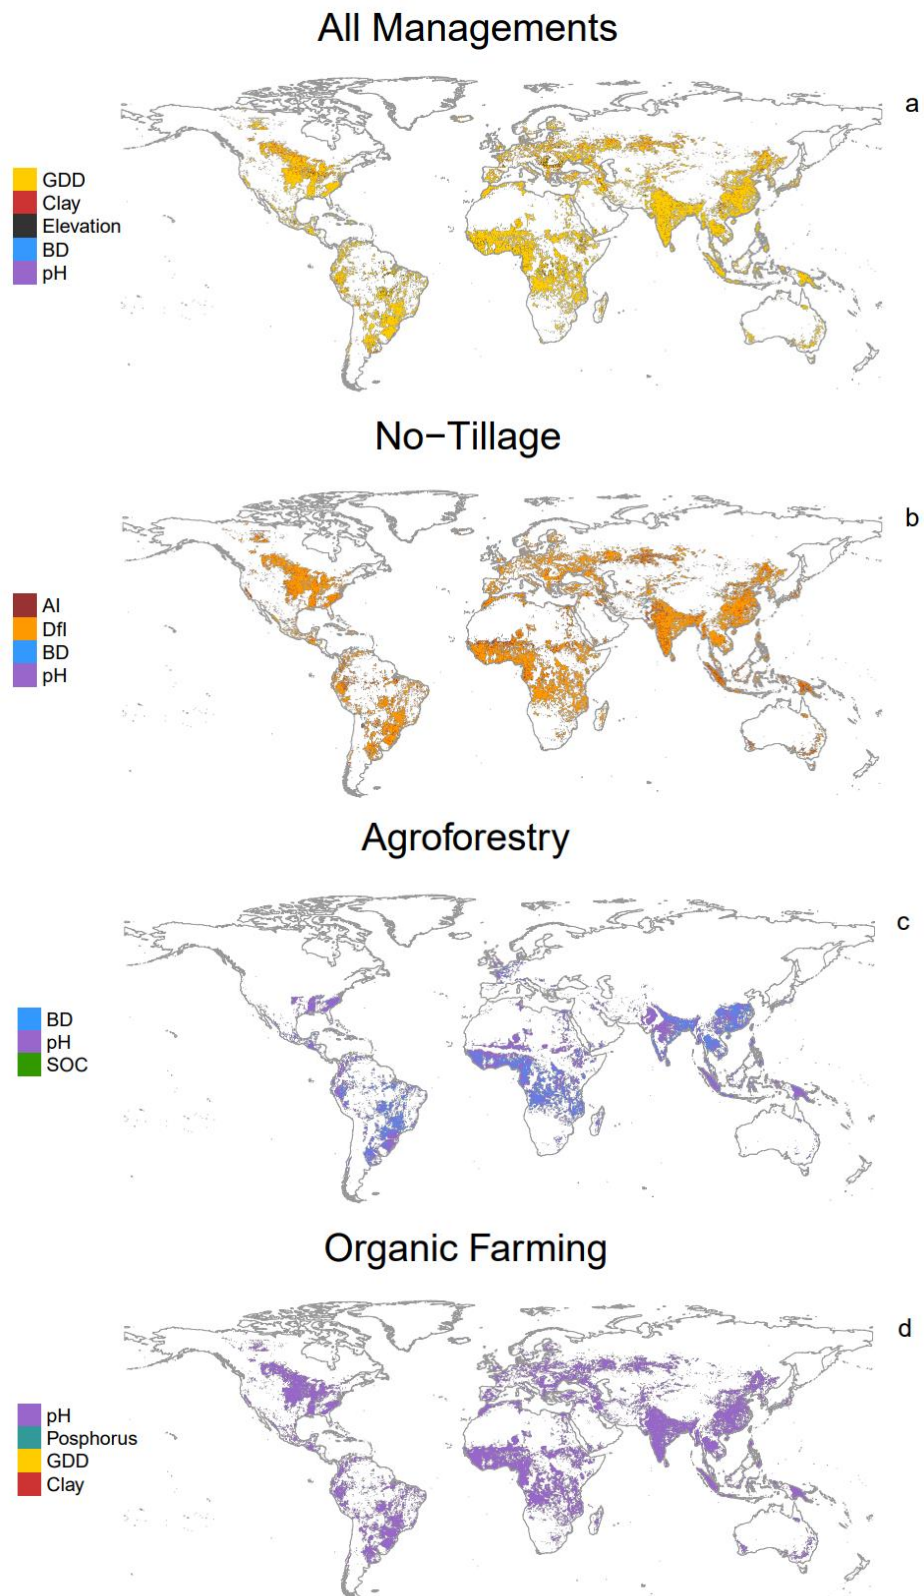 All Managements
a
GDD
Clay
Elevation
BD
pH
No−Tillage
b
AI
Dfl
BD
pH
Agroforestry
c
BD
pH
SOC
Organic Farming
d
pH
Posphorus
GDD
Clay